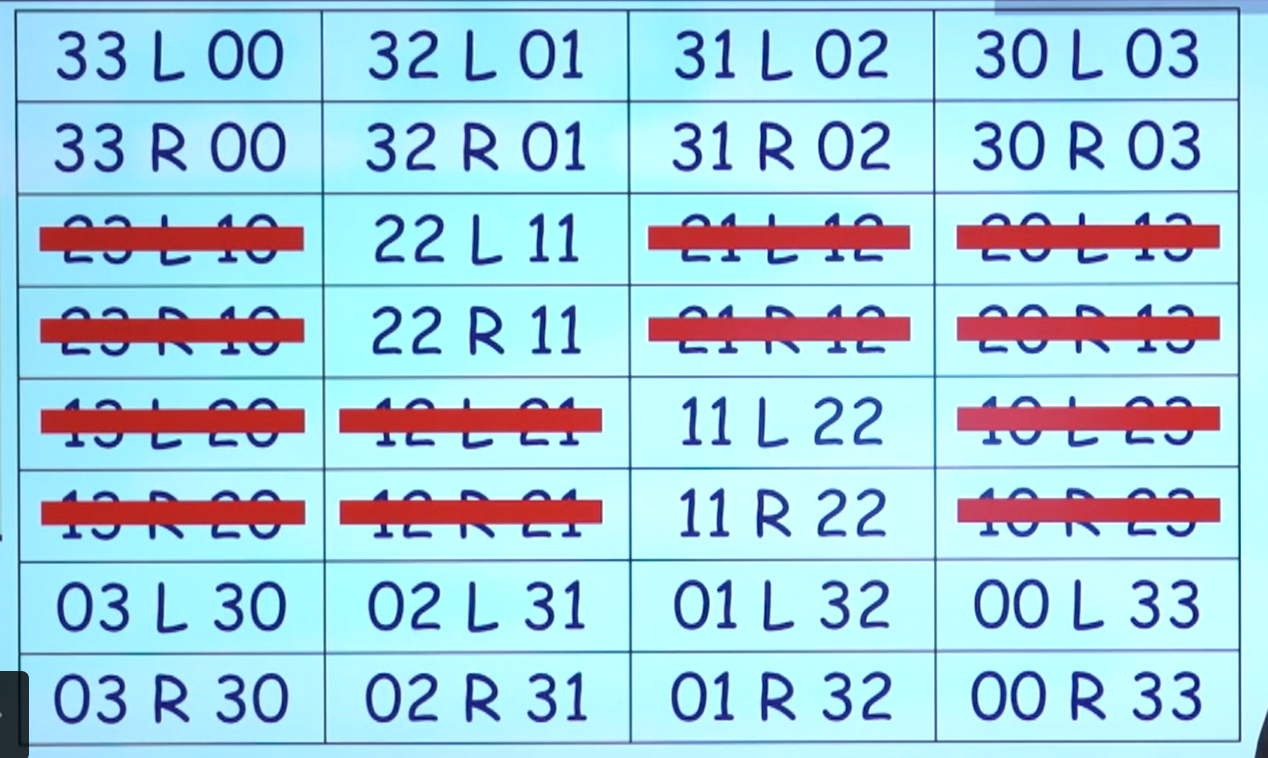 33 L 00 32 L 01 31 L 02 30 L 03
33 R 00 32 R 01 31 R 02 30 R 03
23 L 10 22 L 11 21 L 12 20 L 13
23 R 10 22 R 11 21 R 12 20 R 13
13 L 20 12 L 21 11 L 22 10 L 23
13 R 20 12 R 21 11 R 22 10 R 23
03 L 30 02 L 31 01 L 32 00 L 33
03 R 30 02 R 31 01 R 32 00 R 33